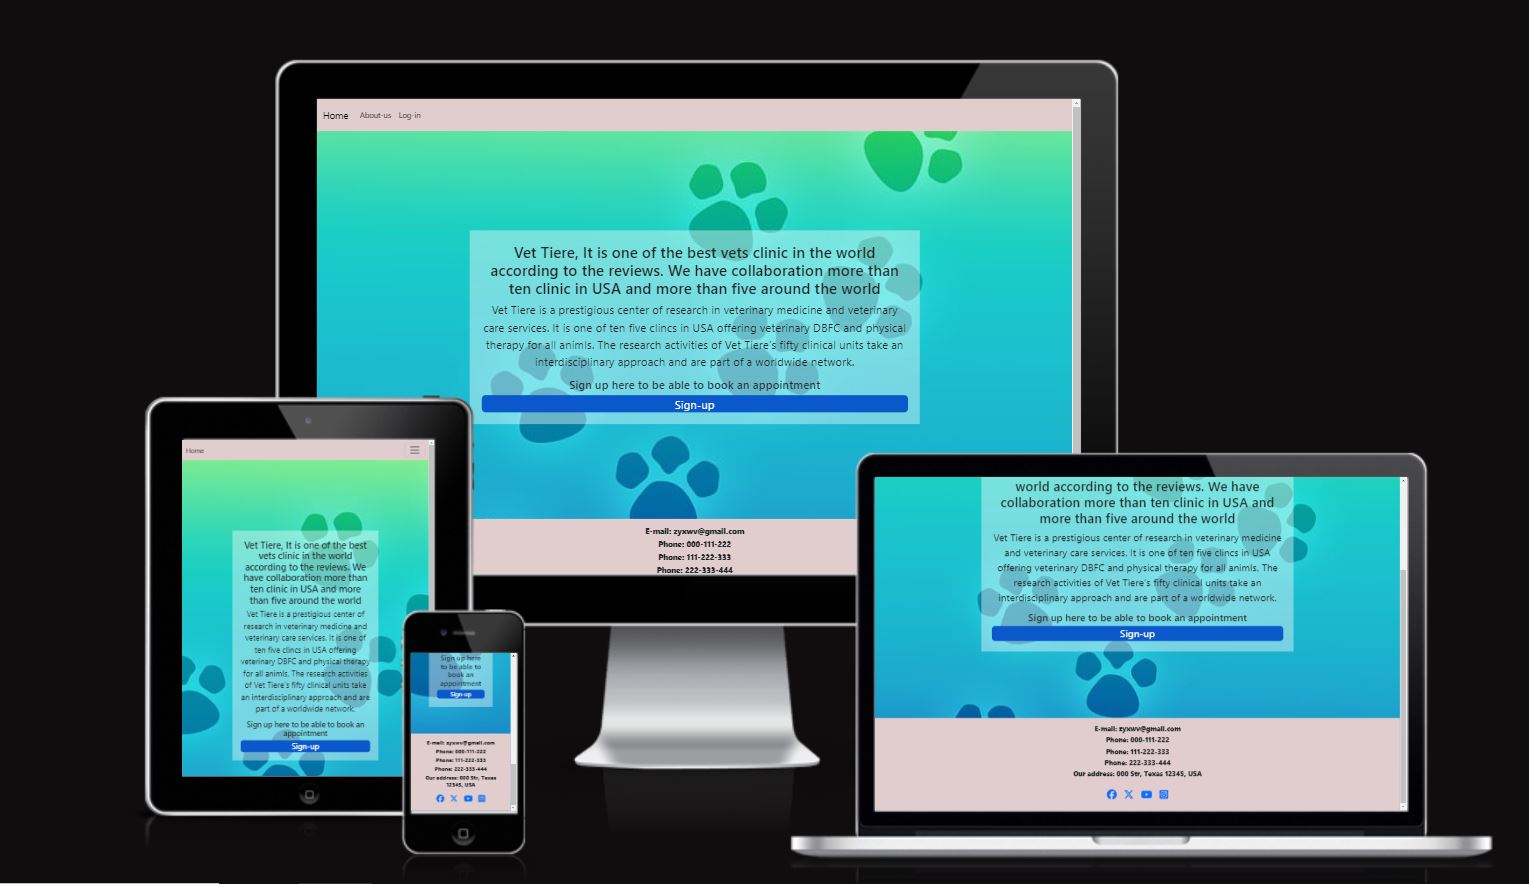 Home About-us Log-in
Vet Tiere, It is one of the best vets clinic in the world
according to the reviews. We have collaboration more than
ten clinic in USA and more than five around the world
Vet Tiere is a prestigious center of research in veterinary medicine and veterinary
care services. It is one of ten five clincs in USA offering veterinary DBFC and physical
therapy for all animls. The research activities of Vet Tiere's fifty clinical units take an
interdisciplinary approach and are part of a worldwide network.
Sign up here to be able to book an appointment
Sign-up
E-mail: zyxwv@gmail.com
Phone: 000-111-222
Phone: 111-222-333
Phone: 222-333-444
Home
Vet Tiere, It is one of the best
vets clinic in the world
according to the reviews. We
have collaboration more than
ten clinic in USA and more
than five around the world
Vet Tiere is a prestigious center of
research in veterinary medicine and
veterinary care services. It is one of
ten five clincs in USA offering
veterinary DBFC and physical therapy
for all animls. The research activities
of Vet Tiere's fifty clinical units take
an interdisciplinary approach and are
part of a worldwide network.
Sign up here to be able to book an
appointment
Sign-up
Sign up here
to be able to
book an
appointment
Sign-up
E-mail: zyxwv@gmail.com
Phone: 000-111-222
Phone: 111-222-333
Phone: 222-333-444
Our address: 000 Str, Texas
12345, USA
world according to the reviews. We have
collaboration more than ten clinic in USA and
more than five around the world
Vet Tiere is a prestigious center of research in veterinary medicine
and veterinary care services. It is one of ten five clincs in USA
offering veterinary DBFC and physical therapy for all animls. The
research activities of Vet Tiere's fifty clinical units take an
interdisciplinary approach and are part of a worldwide network.
Sign up here to be able to book an appointment
Sign-up
E-mail: zyxwv@gmail.com
Phone: 000-111-222
Phone: 111-222-333
Phone: 222-333-444
Our address: 000 Str, Texas 12345, USA